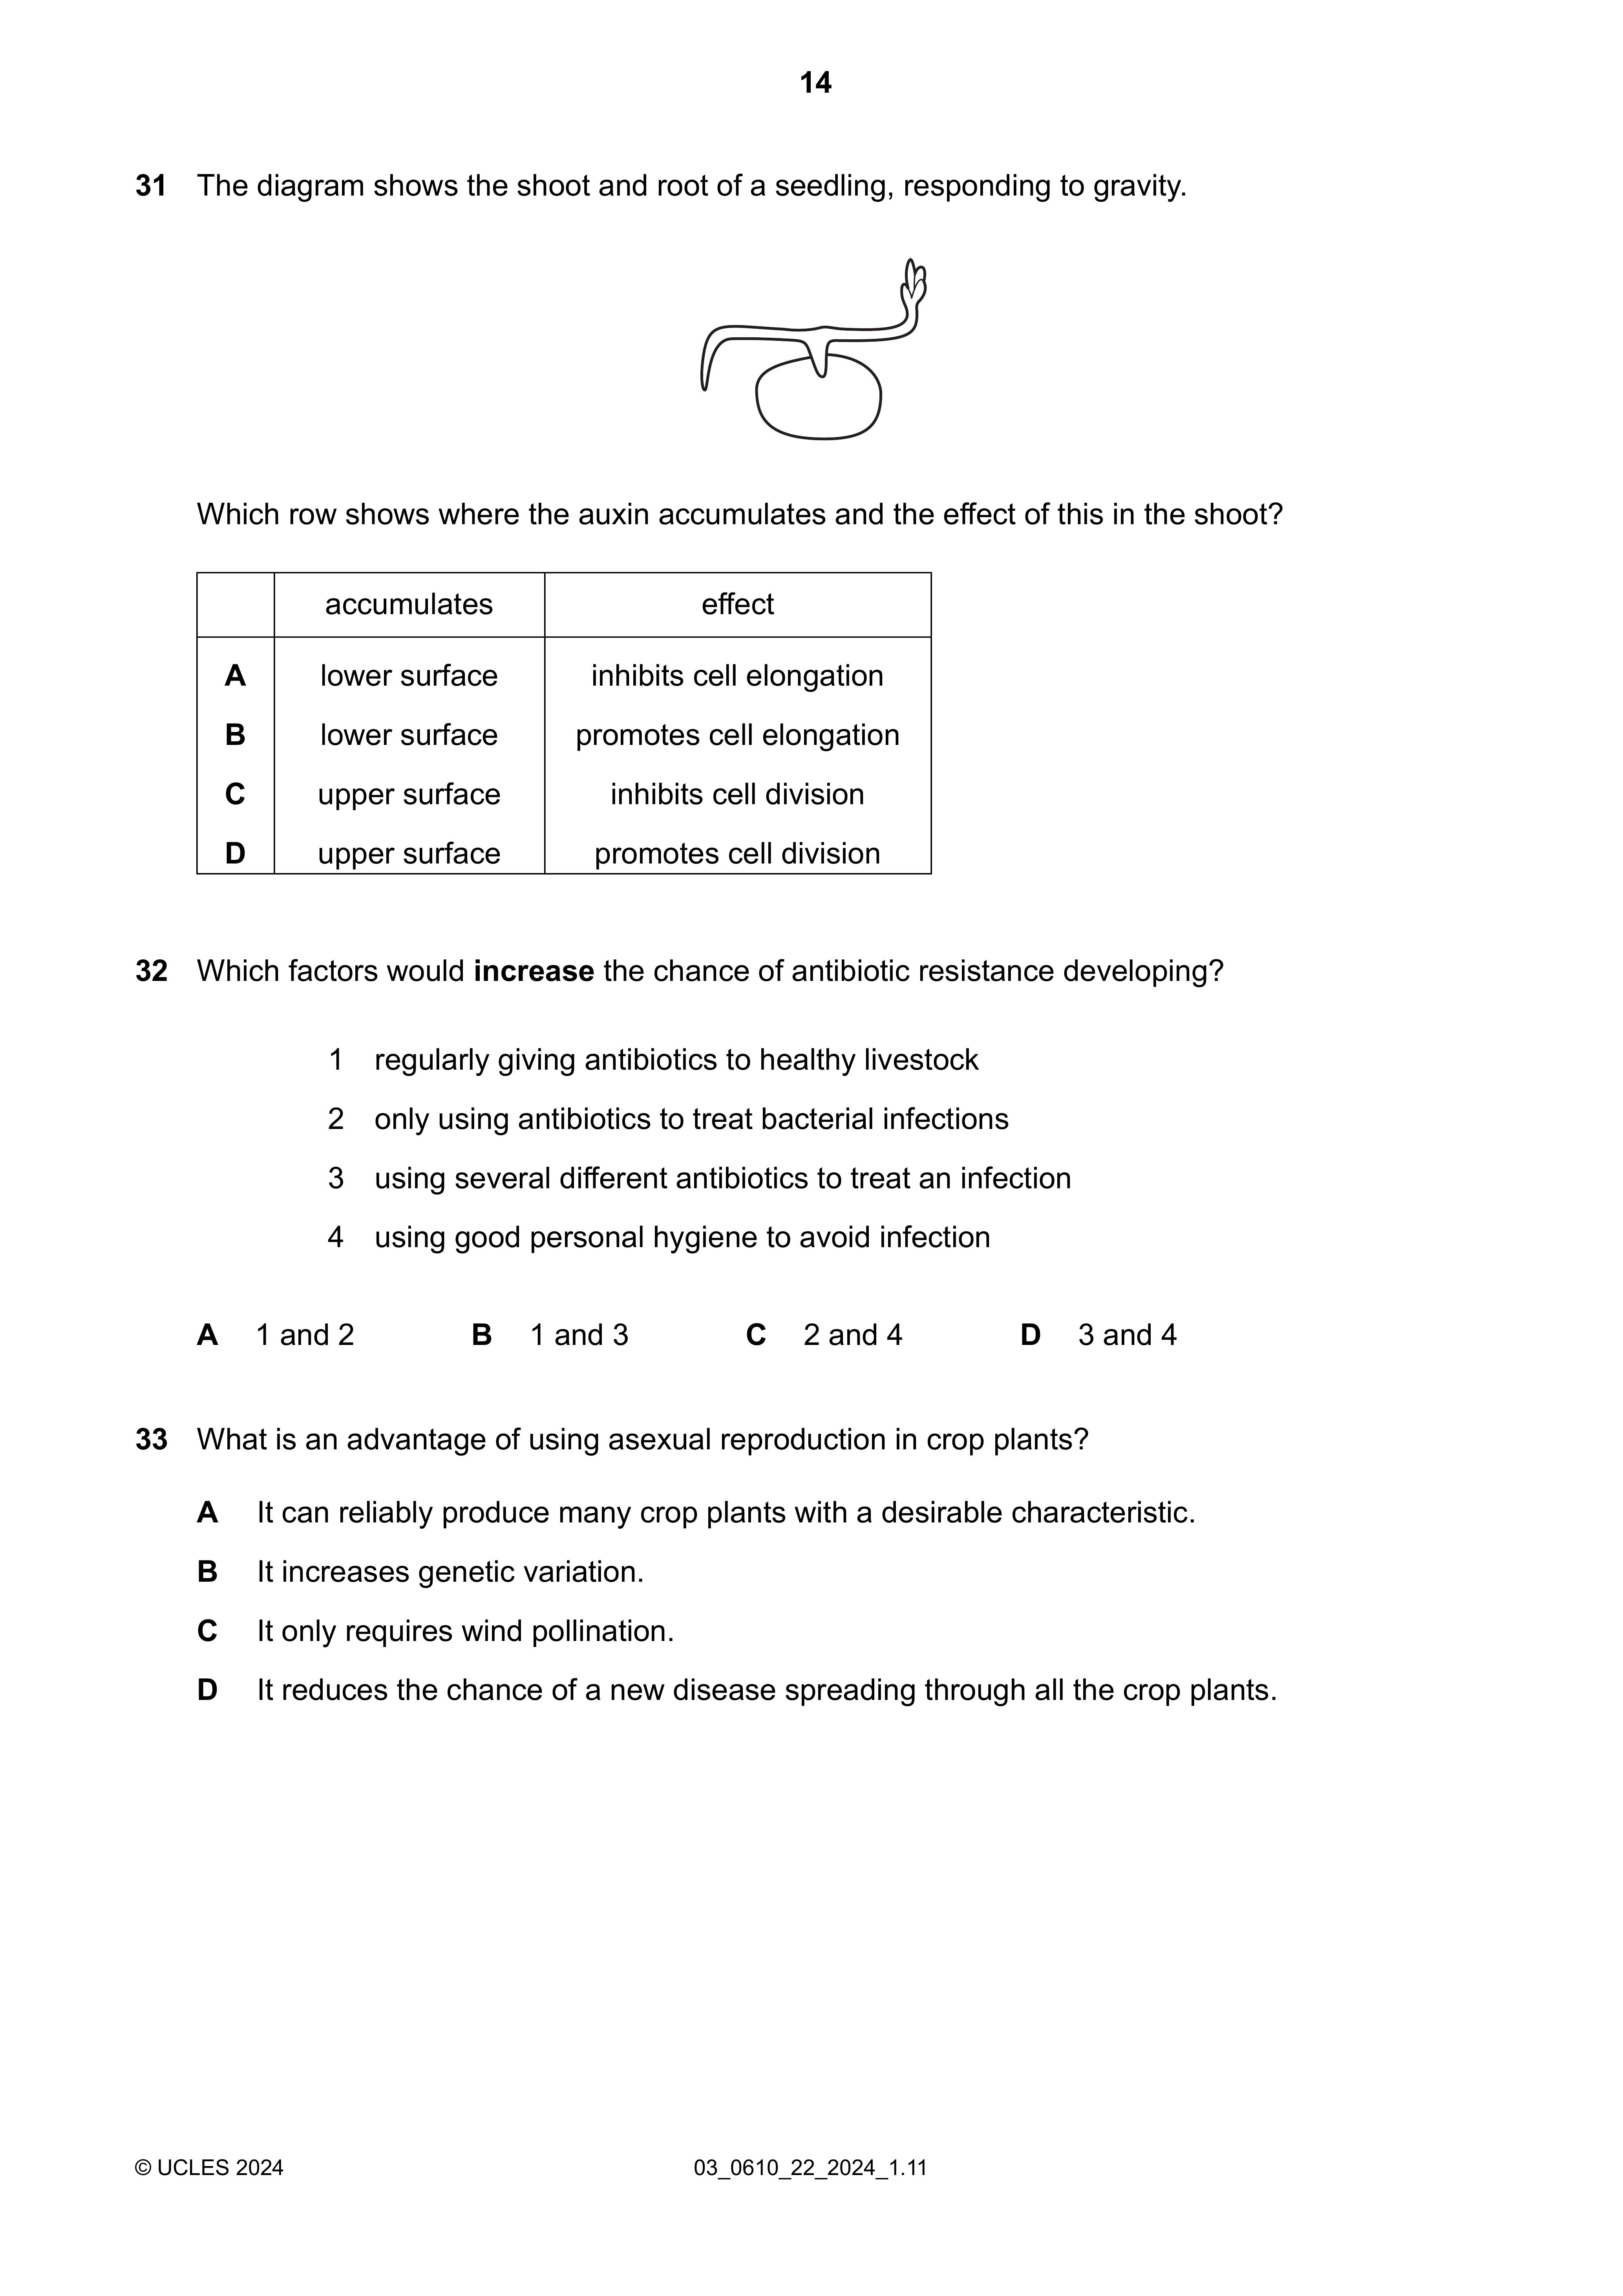 14
31 The diagram shows the shoot and root of a seedling, responding to gravity.
Which row shows where the auxin accumulates and the effect of this in the shoot?
accumulates effect
A lower surface inhibits cell elongation
B lower surface promotes cell elongation
C upper surface inhibits cell division
D upper surface promotes cell division
32 Which factors would increase the chance of antibiotic resistance developing?
1 regularly giving antibiotics to healthy livestock
2 only using antibiotics to treat bacterial infections
3 using several different antibiotics to treat an infection
4 using good personal hygiene to avoid infection
A 1 and 2 B 1 and 3 C 2 and 4 D 3 and 4
33 What is an advantage of using asexual reproduction in crop plants?
A It can reliably produce many crop plants with a desirable characteristic.
B It increases genetic variation.
C It only requires wind pollination.
D It reduces the chance of a new disease spreading through all the crop plants.
© UCLES 2024 03_0610_22_2024_1.11